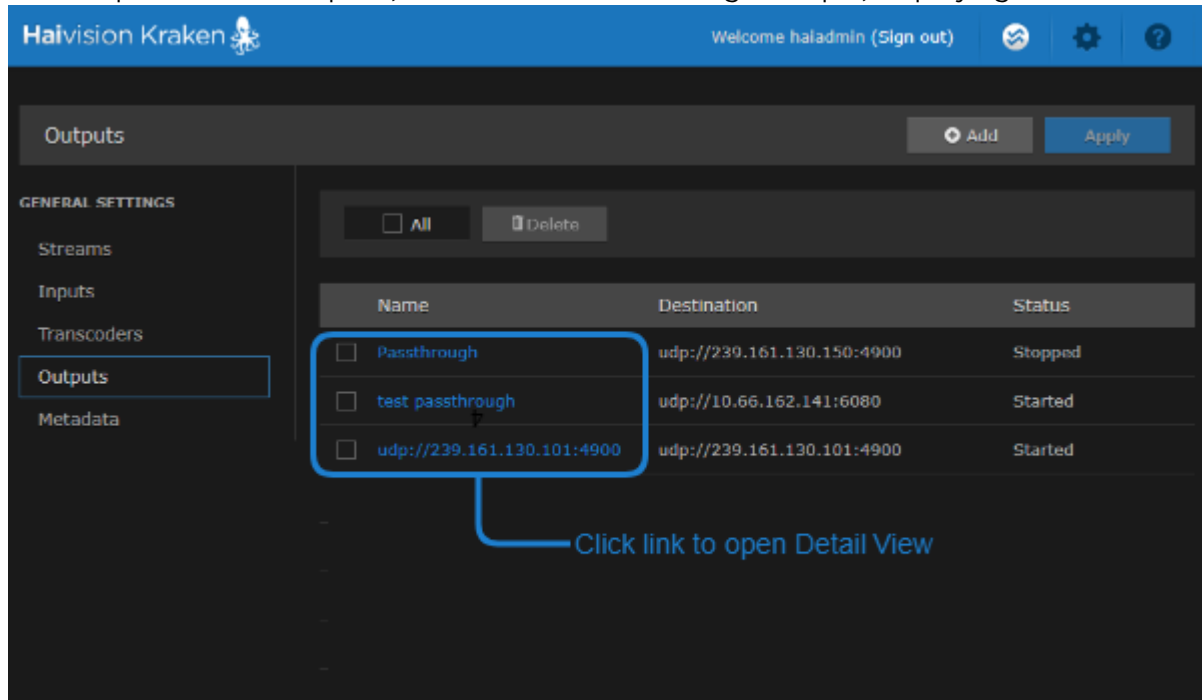 Haivision Kraken
Welcome haladmin (Sign out)
Outputs
Add
Apply
GENERAL SETTINGS
Streams
Inputs
Transcoders
Outputs
Metadata
All
Delete
Name Destination Status
Passthrough udp://239.161.130.150:4900 Stopped
test passthrough udp://10.66.162.141:6080 Started
udp://239.161.130.101:4900 udp://239.161.130.101:4900 Started
Click link to open Detail View